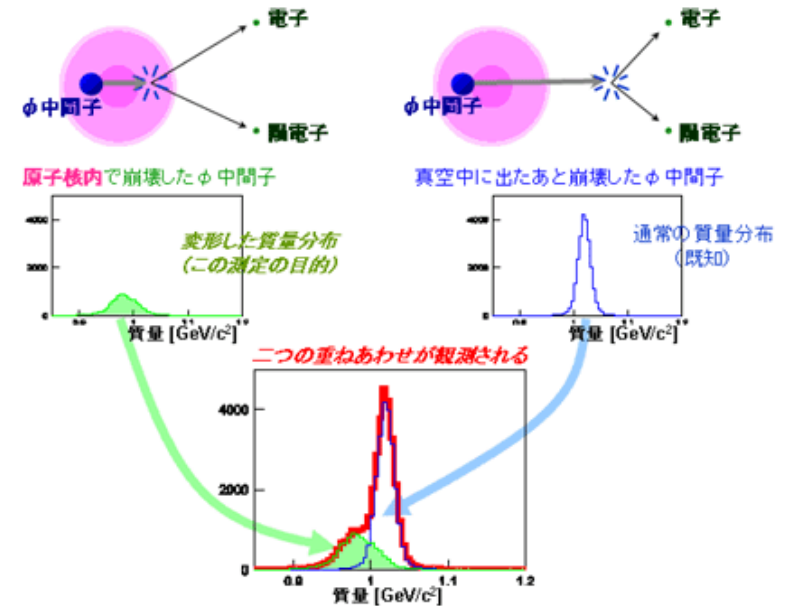 電子
φ中間子
陽電子
原子核内で崩壊したφ中間子
電子
φ中間子
陽電子
真空中に出たあと崩壊したφ中間子
4000
2000
0
変形した質量分布
(この測定の目的)
質量 [GeV/c²]
4000
2000
0
通常の質量分布
(既知)
質量 [GeV/c²]
二つの重ねあわせが観測される
4000
2000
0
1
1.1
1.2
質量 [GeV/c²]